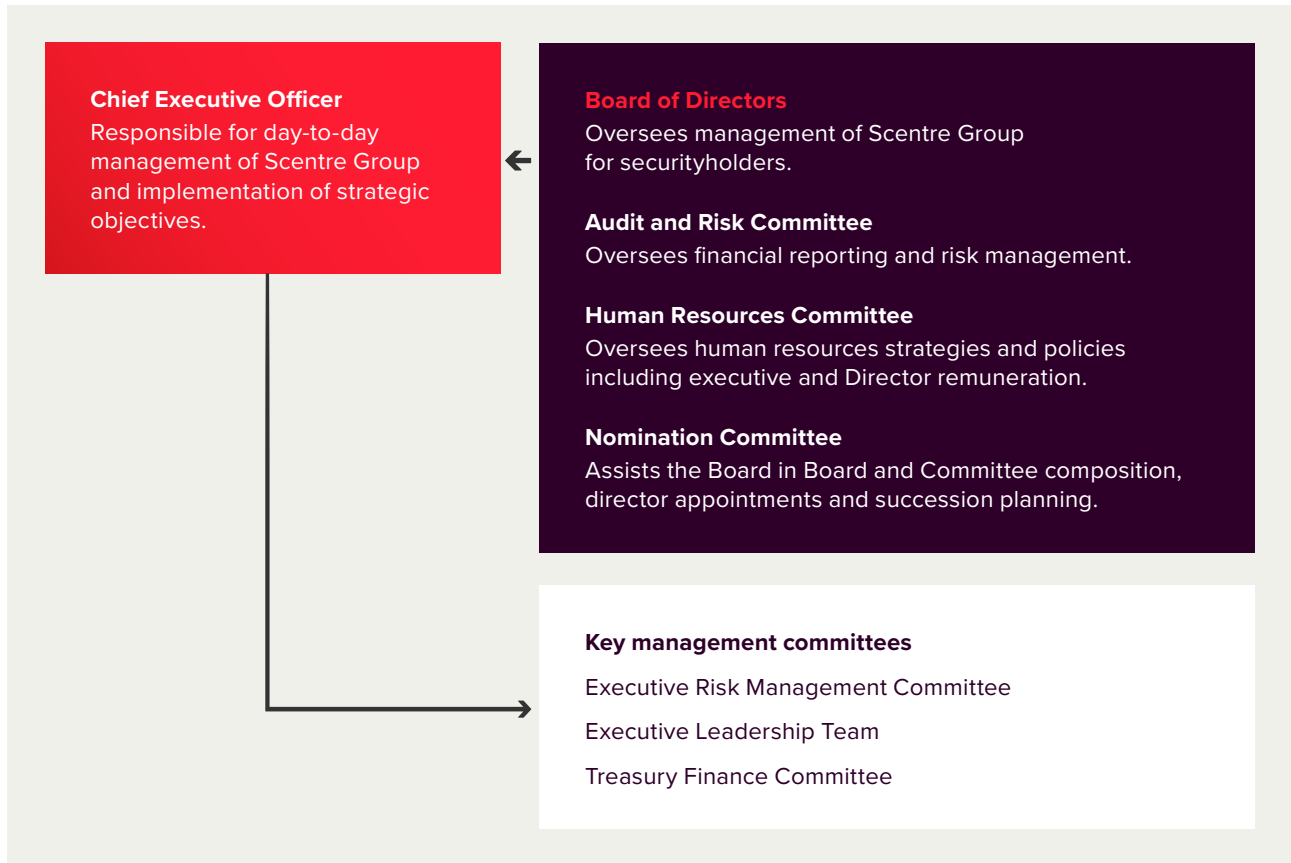 Chief Executive Officer
Responsible for day-to-day
management of Scentre Group
and implementation of strategic
objectives.
Board of Directors
Oversees management of Scentre Group
for securityholders.
Audit and Risk Committee
Oversees financial reporting and risk management.
Human Resources Committee
Oversees human resources strategies and policies
including executive and Director remuneration.
Nomination Committee
Assists the Board in Board and Committee composition,
director appointments and succession planning.
Key management committees
Executive Risk Management Committee
Executive Leadership Team
Treasury Finance Committee